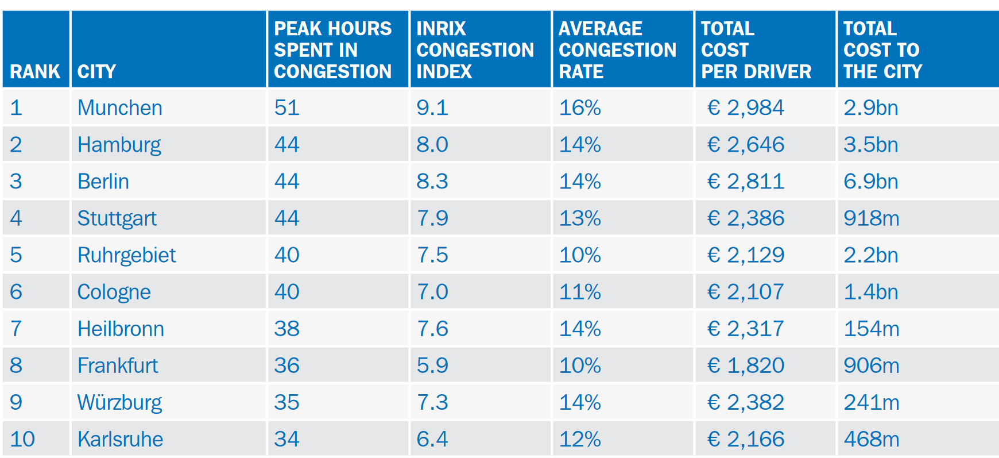 RANK CITY PEAK HOURS SPENT IN CONGESTION INRIX CONGESTION INDEX AVERAGE CONGESTION RATE TOTAL COST PER DRIVER TOTAL COST TO THE CITY
1 Munchen 51 9.1 16% € 2,984 2.9bn
2 Hamburg 44 8.0 14% € 2,646 3.5bn
3 Berlin 44 8.3 14% € 2,811 6.9bn
4 Stuttgart 44 7.9 13% € 2,386 918m
5 Ruhrgebiet 40 7.5 10% € 2,129 2.2bn
6 Cologne 40 7.0 11% € 2,107 1.4bn
7 Heilbronn 38 7.6 14% € 2,317 154m
8 Frankfurt 36 5.9 10% € 1,820 906m
9 Würzburg 35 7.3 14% € 2,382 241m
10 Karlsruhe 34 6.4 12% € 2,166 468m